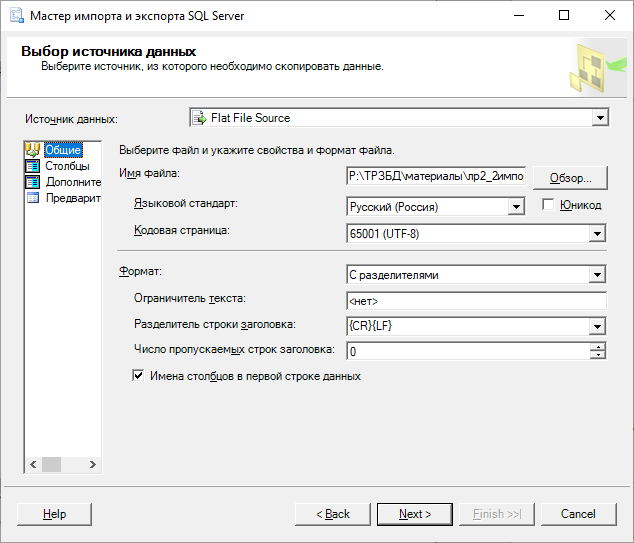 Мастер импорта и экспорта SQL Server
Выбор источника данных
Выберите источник, из которого необходимо скопировать данные.
Источник данных: Flat File Source
Общие
Столбцы
Дополните
Предварит
Выберите файл и укажите свойства и формат файла.
Имя файла: P:\ТРЗБД\материалы\пр2_2импо Обзор...
Языковой стандарт: Русский (Россия) Юникод
Кодовая страница: 65001 (UTF-8)
Формат: С разделителями
Ограничитель текста: <нет>
Разделитель строки заголовка: {CR}{LF}
Число пропускаемых строк заголовка: 0
Имена столбцов в первой строке данных
Help < Back Next > Finish >>| Cancel